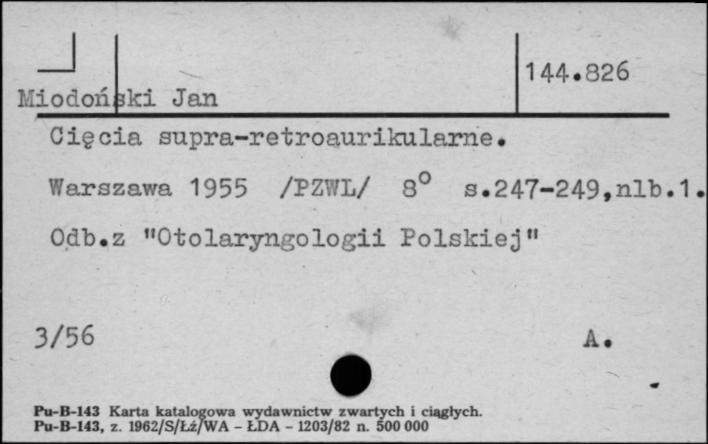 144.826
Miodoński Jan
Cięcia supra-retroaurikularne.
Warszawa 1955 /PZWL/ 8° s.247-249,nlb.1.
Odb.z "Otolaryngologii Polskiej"
3/56 A.
Pu-B-143 Karta katalogowa wydawnictw zwartych i ciągłych.
Pu-B-143, z. 1962/S/Łź/WA - ŁDA - 1203/82 n. 500 000